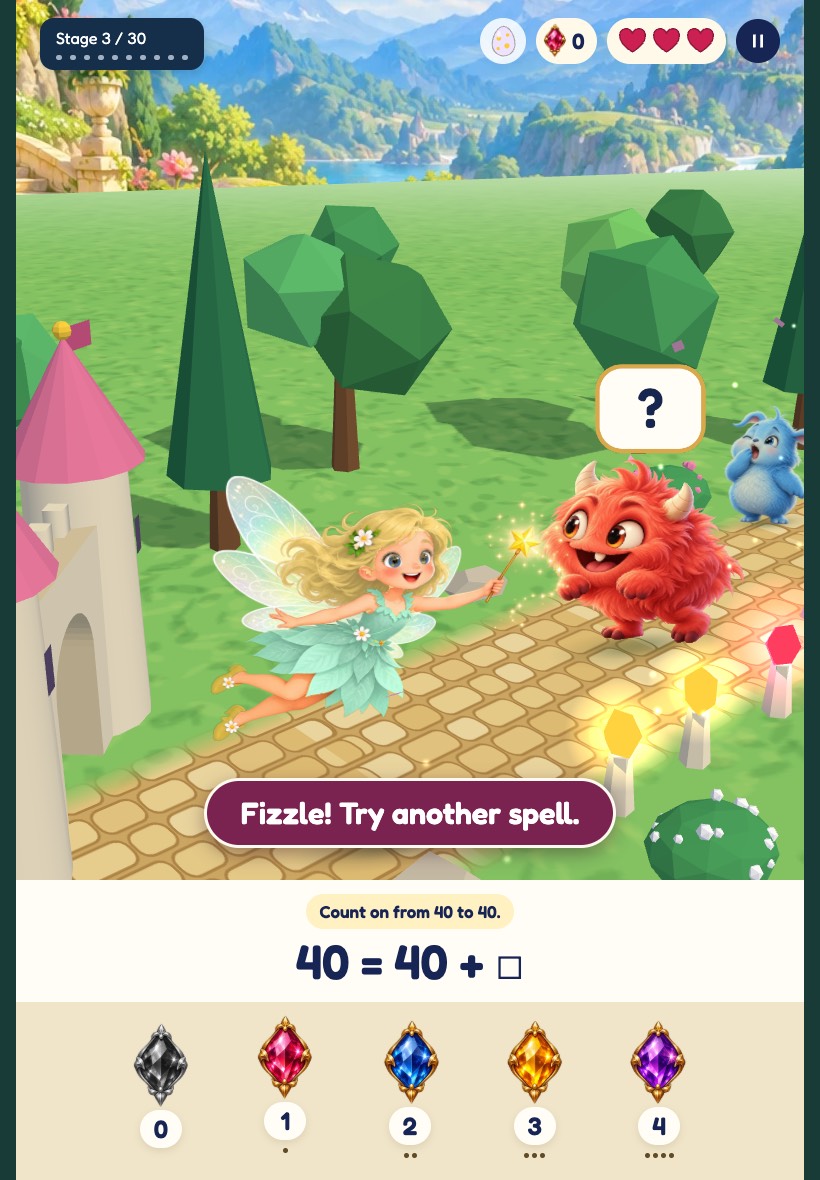 Stage 3 / 30
0
?
Fizzle! Try another spell.
Count on from 40 to 40.
40 = 40 + □
0
1
2
3
4